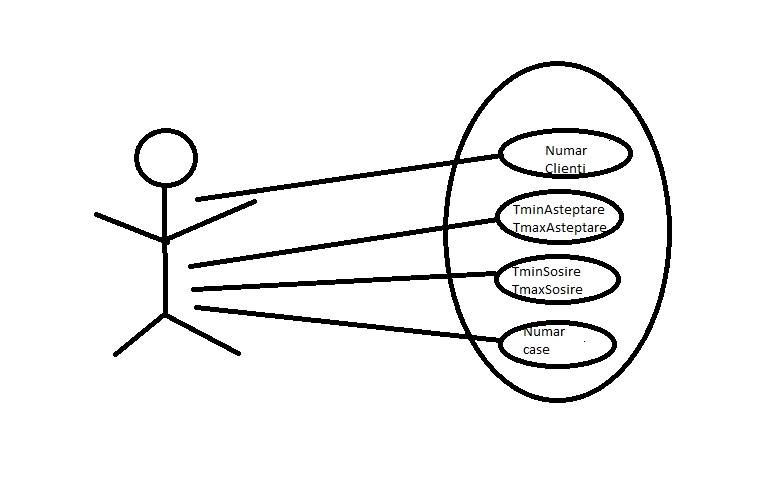 Numar
Clienti
TminAsteptare
TmaxAsteptare
TminSosire
TmaxSosire
Numar
case